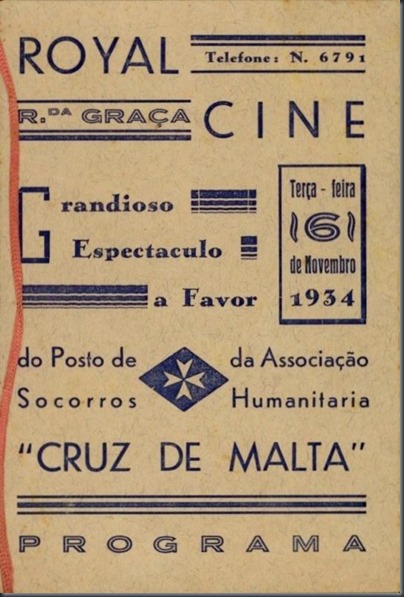 ROYAL
Telefone: N. 6791
R. DA GRAÇA
CINE
Grandioso
Espectaculo
a Favor
Terça-feira
6
de Novembro
1934
do Posto de
Socorros
da Associação
Humanitaria
"CRUZ DE MALTA"
PROGRAMA